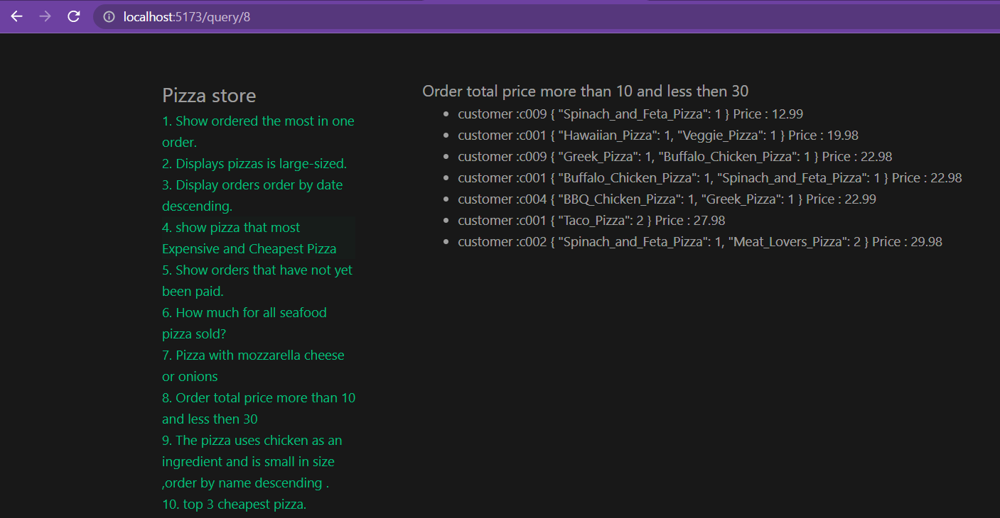 localhost:5173/query/8
Pizza store
1. Show ordered the most in one
order.
2. Displays pizzas is large-sized.
3. Display orders order by date
descending.
4. show pizza that most
Expensive and Cheapest Pizza
5. Show orders that have not yet
been paid.
6. How much for all seafood
pizza sold?
7. Pizza with mozzarella cheese
or onions
8. Order total price more than 10
and less then 30
9. The pizza uses chicken as an
ingredient and is small in size
,order by name descending .
10. top 3 cheapest pizza.
Order total price more than 10 and less then 30
• customer :c009 { "Spinach_and_Feta_Pizza": 1 } Price : 12.99
• customer :c001 { "Hawaiian_Pizza": 1, "Veggie_Pizza": 1 } Price : 19.98
• customer :c009 { "Greek_Pizza": 1, "Buffalo_Chicken_Pizza": 1 } Price : 22.98
• customer :c001 { "Buffalo_Chicken_Pizza": 1, "Spinach_and_Feta_Pizza": 1 } Price : 22.98
• customer :c004 { "BBQ_Chicken_Pizza": 1, "Greek_Pizza": 1 } Price : 22.99
• customer :c001 { "Taco_Pizza": 2 } Price : 27.98
• customer :c002 { "Spinach_and_Feta_Pizza": 1, "Meat_Lovers_Pizza": 2 } Price : 29.98